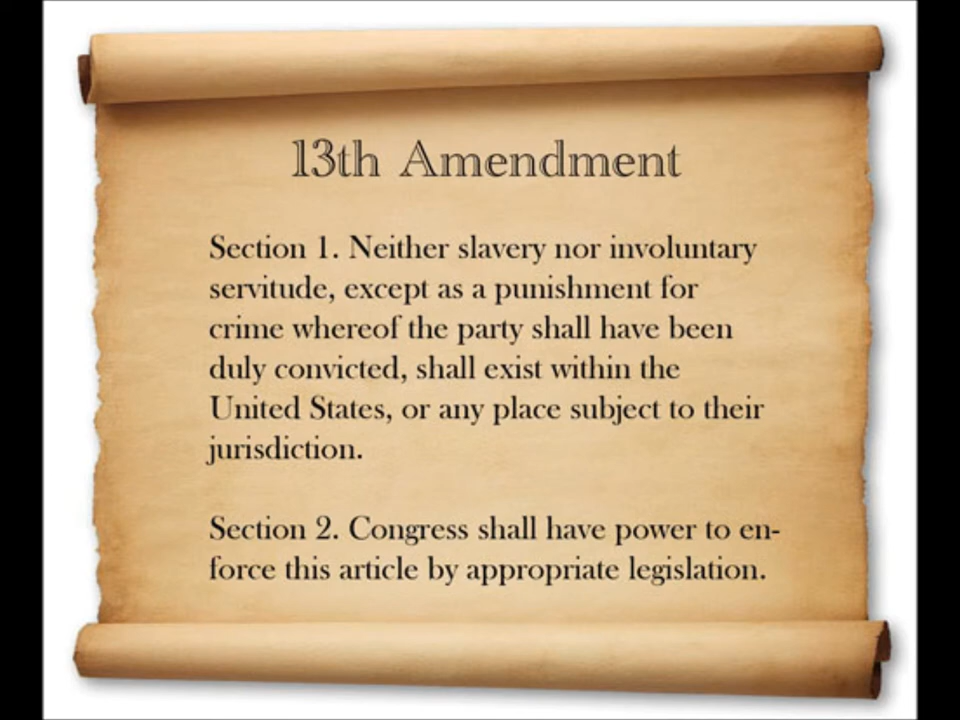 13th Amendment
Section 1. Neither slavery nor involuntary
servitude, except as a punishment for
crime whereof the party shall have been
duly convicted, shall exist within the
United States, or any place subject to their
jurisdiction.
Section 2. Congress shall have power to en-
force this article by appropriate legislation.